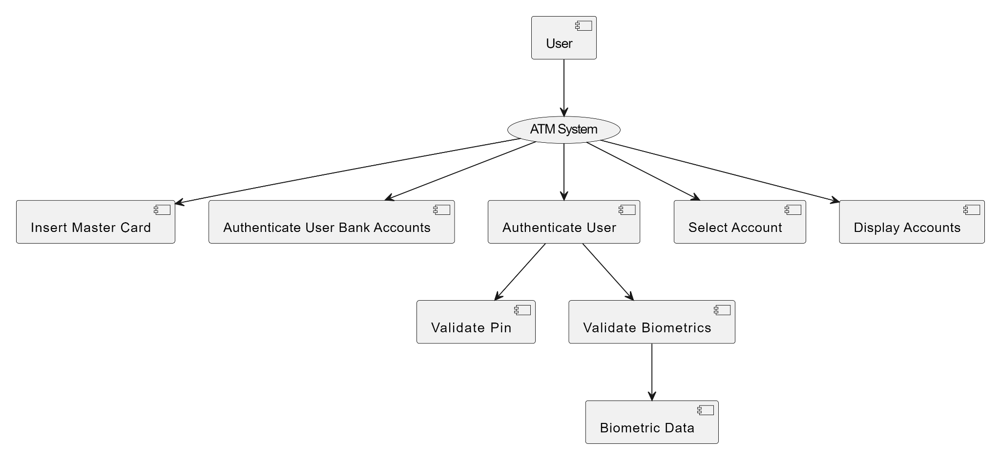 User
ATM System
Insert Master Card
Authenticate User Bank Accounts
Authenticate User
Select Account
Display Accounts
Validate Pin
Validate Biometrics
Biometric Data